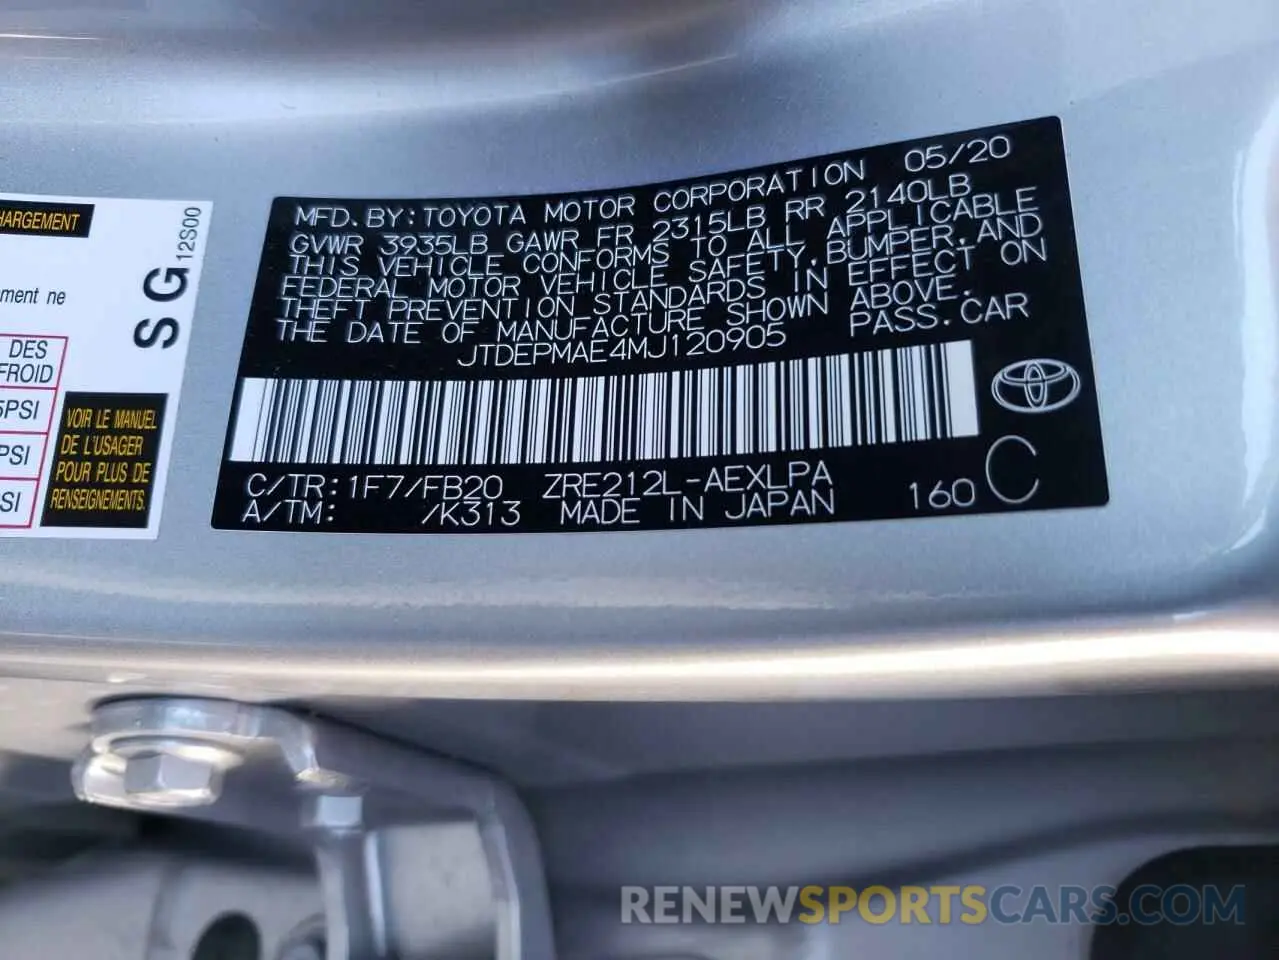 HARGEMENT
12S00
SG
ment ne
DES
FROID
5PSI
PSI
SI
VOIR LE MANUEL
DE L'USAGER
POUR PLUS DE
RENSEIGNEMENTS.
MFD.BY:TOYOTA MOTOR CORPORATION 05/20
GVWR 3935LB GAWR FR 2315LB RR 2140LB
THIS VEHICLE CONFORMS TO ALL APPLICABLE
FEDERAL MOTOR VEHICLE SAFETY,BUMPER,AND
THEFT PREVENTION STANDARDS IN EFFECT ON
THE DATE OF MANUFACTURE SHOWN ABOVE.
JTDEPMAE4MJ120905 PASS.CAR
C/TR:1F7/FB20 ZRE212L-AEXLPA
A/TM: /K313 MADE IN JAPAN 160 C
RENEWSPORTSCARS.COM